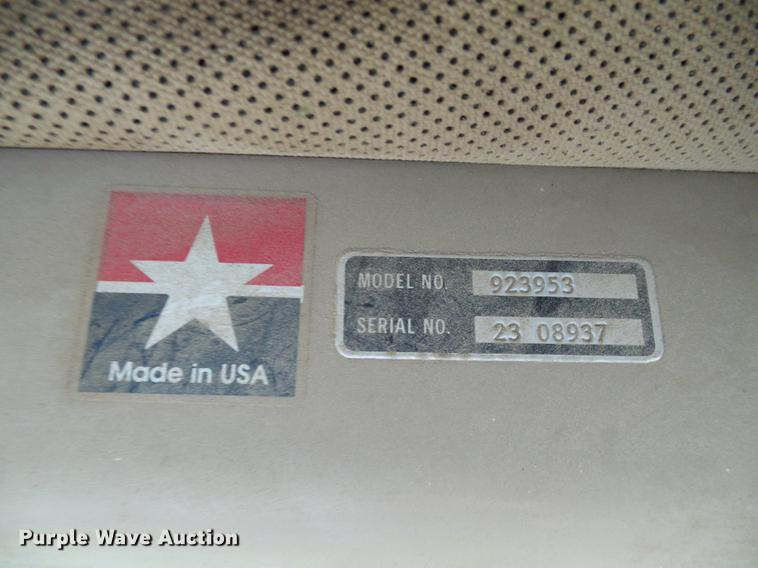 Made in USA
MODEL NO. 923953
SERIAL NO. 23 08937
Purple Wave Auction